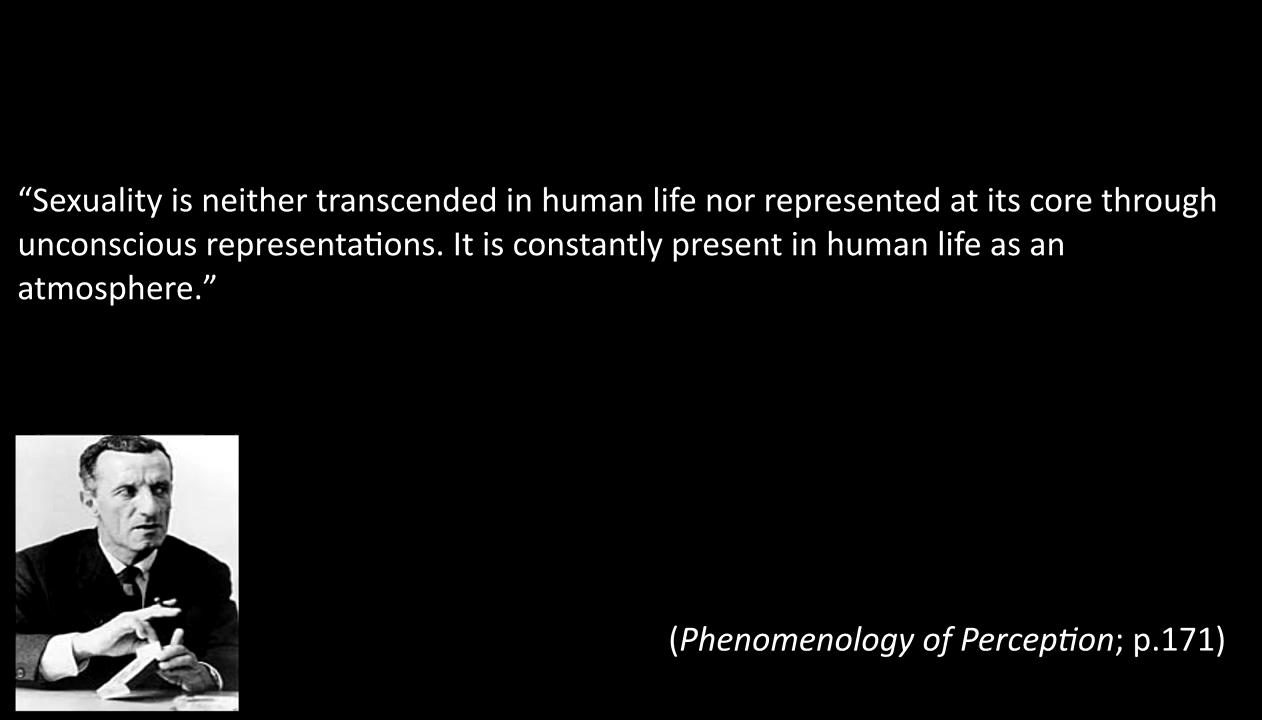 “Sexuality is neither transcended in human life nor represented at its core through
unconscious representations. It is constantly present in human life as an
atmosphere.”
(Phenomenology of Perception; p.171)